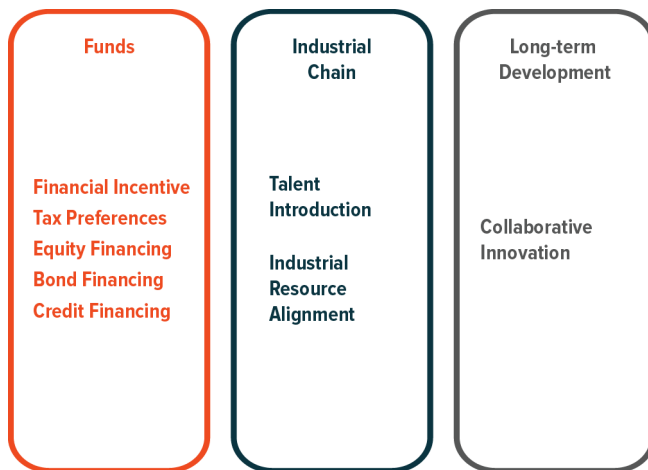 Funds
Financial Incentive
Tax Preferences
Equity Financing
Bond Financing
Credit Financing
Industrial
Chain
Talent
Introduction
Industrial
Resource
Alignment
Long-term
Development
Collaborative
Innovation